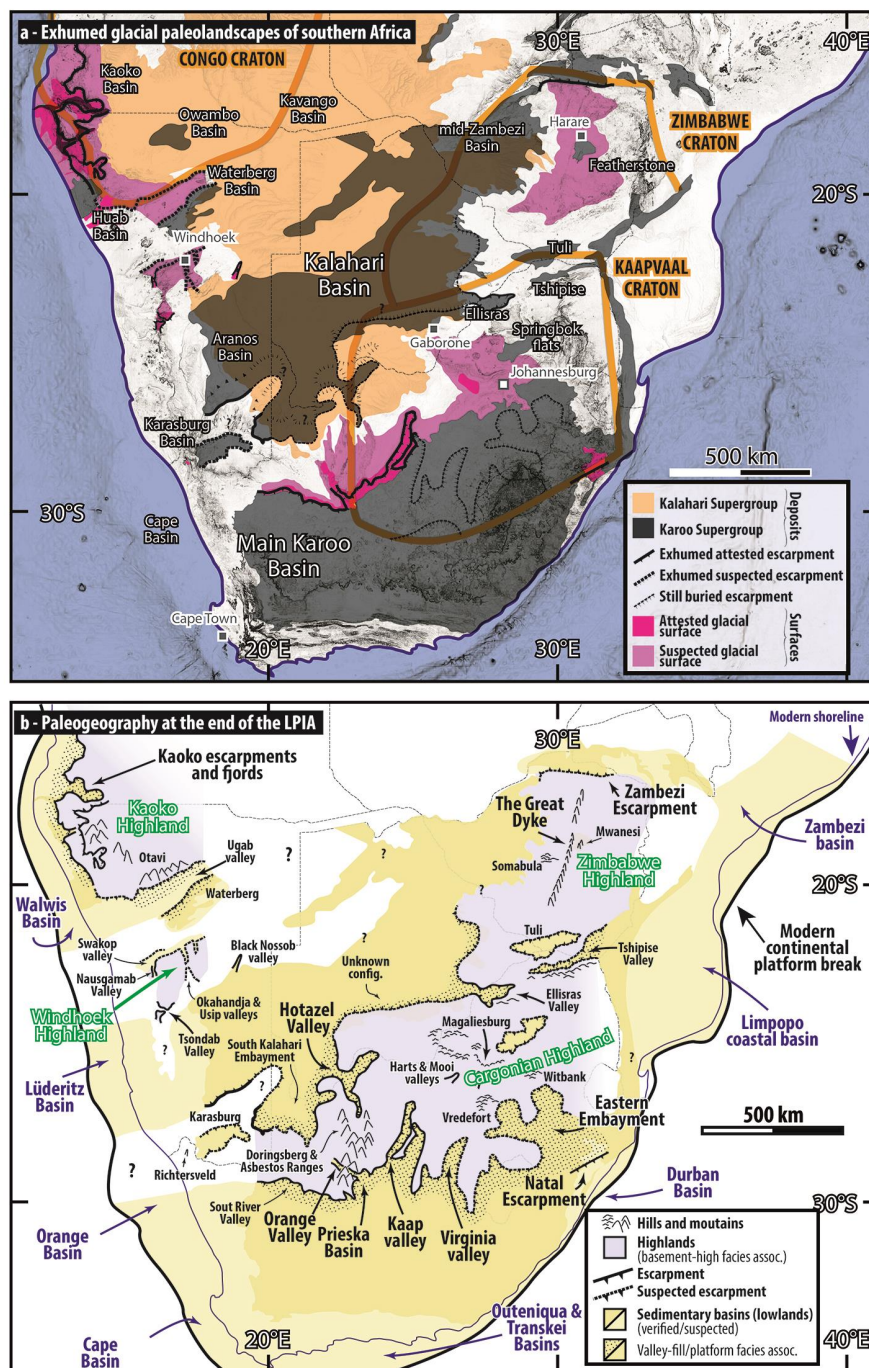 a - Exhumed glacial paleolandscapes of southern Africa
30°E
40°E
CONGO CRATON
Kaoko
Basin
Owambo
Basin
Kavango
Basin
mid-Zambezi
Basin
Harare
ZIMBABWE
CRATON
Featherstone
Waterberg
Basin
20°S
Huab
Basin
Windhoek
Kalahari
Basin
Tuli
KAAPVAAL
CRATON
Tshipise
Ellisras
Aranos
Basin
Gaborone
Springbok
flats
Johannesburg
?
?
?
?
Karasburg
Basin
500 km
30°S
Cape
Basin
Main Karoo
Basin
Cape Town
20°E
30°E
Kalahari Supergroup
Karoo Supergroup
Deposits
Exhumed attested escarpment
Exhumed suspected escarpment
Still buried escarpment
Attested glacial
surface
Suspected glacial
surface
Surfaces
b - Paleogeography at the end of the LPIA
Modern
shoreline
30°E
Kaoko escarpments
and fjords
Zambezi
Escarpment
The Great
Dyke
Kaoko
Highland
Mwanesi
Zambezi
basin
Otavi
Ugab
valley
?
?
Somabula
Zimbabwe
Highland
Waterberg
20°S
Walwis
Basin
?
Modern
continental
platform break
Swakop
valley
Black Nossob
valley
Unknown
config.
?
Tuli
Tshipise
Valley
Nausgamab
Valley
Okahandja &
Usip valleys
Ellisras
Valley
Windhoek
Highland
Hotazel
Valley
Magaliesburg
Limpopo
coastal basin
Tsondab
Valley
South Kalahari
Embayment
Harts & Mooi
valleys
Cargonian Highland
?
?
?
Witbank
Lüderitz
Basin
Karasburg
Vredefort
Eastern
Embayment
500 km
?
Richtersveld
Doringsberg &
Asbestos Ranges
Natal
Escarpment
Durban
Basin
30°S
Sout River
Valley
Orange
Valley
Prieska
Basin
Kaap
valley
Virginia
valley
Orange
Basin
Hills and moutains
Highlands
(basement-high facies assoc.)
Escarpment
Suspected escarpment
Sedimentary basins (lowlands)
(verified/suspected)
Valley-fill/platform facies assoc.
Cape
Basin
20°E
Outeniqua &
Transkei
Basins
40°E